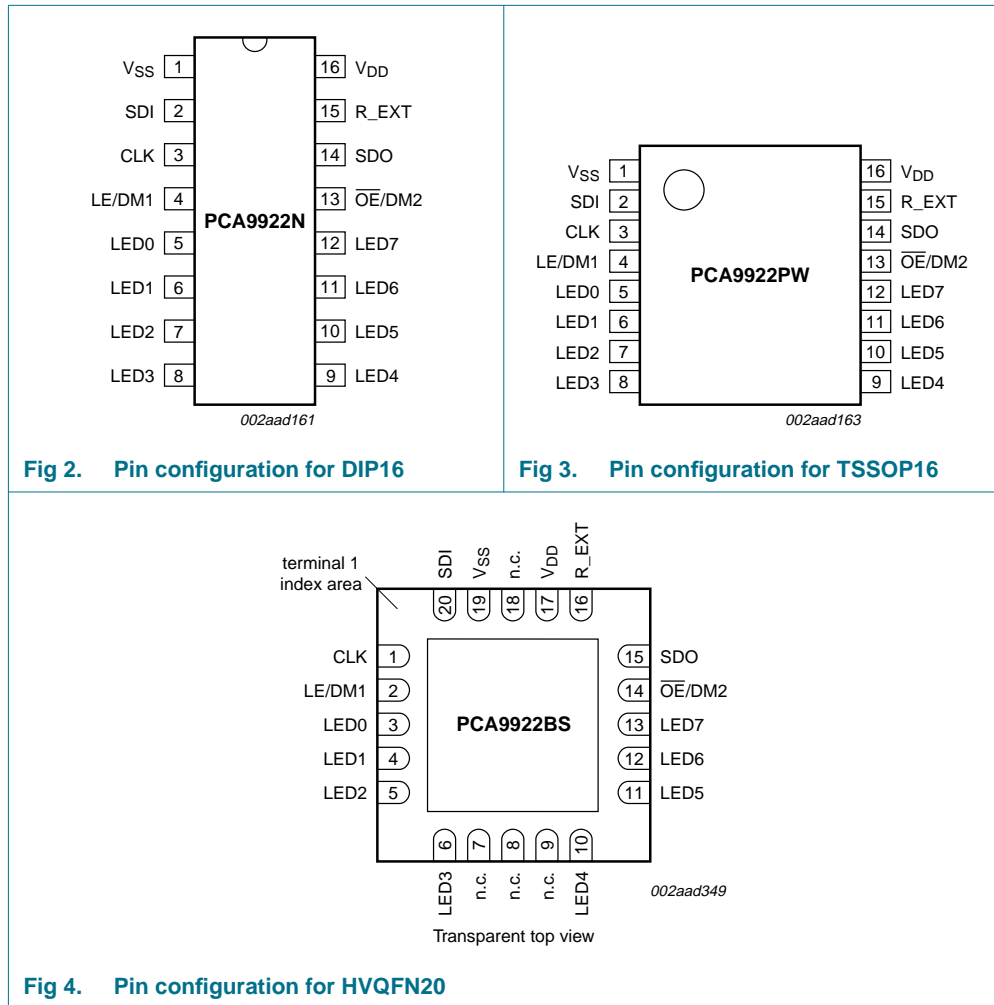 VSS 1
SDI 2
CLK 3
LE/DM1 4
LED0 5
LED1 6
LED2 7
LED3 8
PCA9922N
16 VDD
15 R_EXT
14 SDO
13 OE/DM2
12 LED7
11 LED6
10 LED5
9 LED4
002aad161
Fig 2. Pin configuration for DIP16
VSS 1
SDI 2
CLK 3
LE/DM1 4
LED0 5
LED1 6
LED2 7
LED3 8
PCA9922PW
16 VDD
15 R_EXT
14 SDO
13 OE/DM2
12 LED7
11 LED6
10 LED5
9 LED4
002aad163
Fig 3. Pin configuration for TSSOP16
terminal 1
index area
20 SDI
19 VSS
18 n.c.
17 VDD
16 R_EXT
CLK 1
LE/DM1 2
LED0 3
LED1 4
LED2 5
PCA9922BS
15 SDO
14 OE/DM2
13 LED7
12 LED6
11 LED5
LED3 6
n.c. 7
n.c. 8
n.c. 9
LED4 10
002aad349
Transparent top view
Fig 4. Pin configuration for HVQFN20